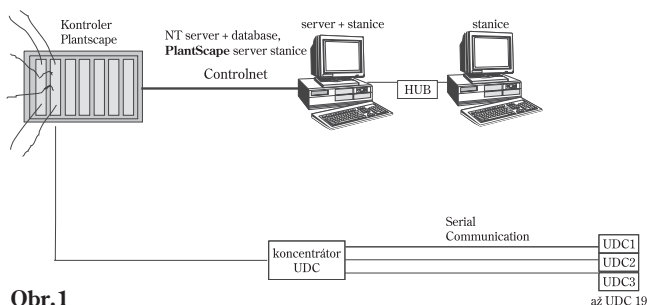 Kontroler
Plantscape
NT server + database,
PlantScape server stanice
Controlnet
server + stanice
stanice
HUB
Serial
Communication
koncentrátor
UDC
UDC1
UDC2
UDC3
až UDC 19
Obr.1